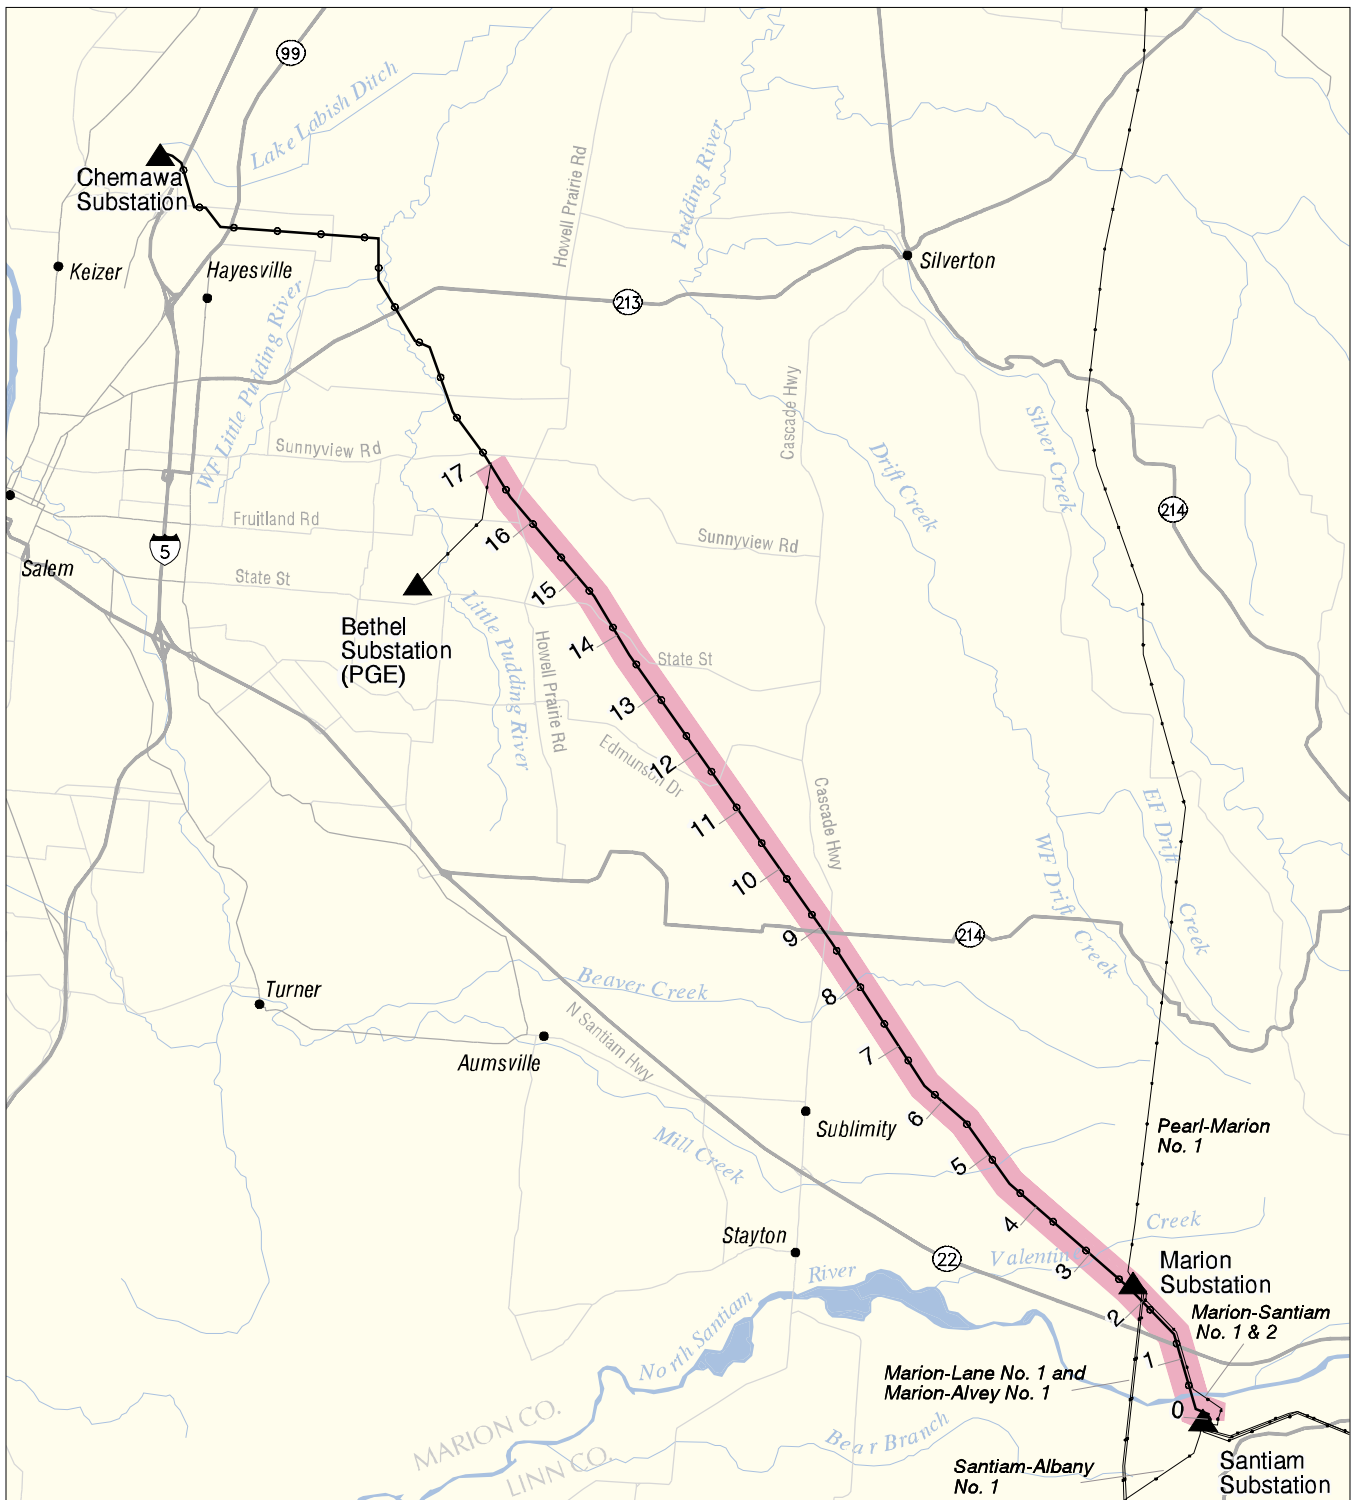 99
Lake Labish Ditch
Chemawa
Substation
Howell Prairie Rd
Pudding River
Keizer
Hayesville
Silverton
213
WF Little Pudding River
Cascade Hwy
Silver Creek
Drift Creek
Sunnyview Rd
17
214
Fruitland Rd
16
Sunnyview Rd
5
Salem
State St
15
Little Pudding River
Bethel
Substation
(PGE)
14
State St
Howell Prairie Rd
13
Edmunson Dr
12
11
Cascade Hwy
EF Drift
Creek
WF Drift
Creek
10
9
214
Turner
Beaver Creek
8
N Santiam Hwy
Aumsville
7
6
Sublimity
Pearl-Marion
No. 1
Mill Creek
5
4
Stayton
Valentine
Creek
22
3
River
North Santiam
Marion
Substation
2
Marion-Santiam
No. 1 & 2
1
Marion-Lane No. 1 and
Marion-Alvey No. 1
0
MARION CO.
LINN CO.
Bear Branch
Santiam-Albany
No. 1
Santiam
Substation